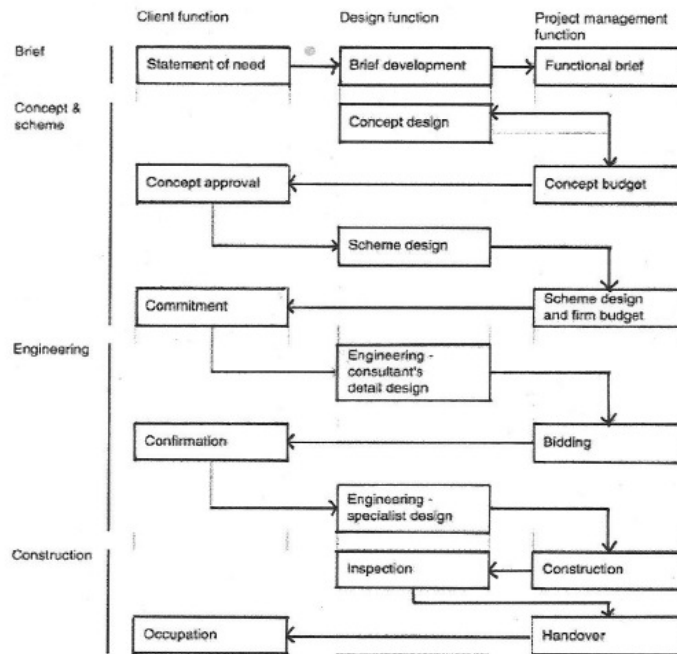 Client function
Design function
Project management
function
Brief
Statement of need
Brief development
Functional brief
Concept &
scheme
Concept design
Concept approval
Concept budget
Scheme design
Commitment
Scheme design
and firm budget
Engineering
Engineering -
consultant's
detail design
Confirmation
Bidding
Engineering -
specialist design
Construction
Inspection
Construction
Occupation
Handover